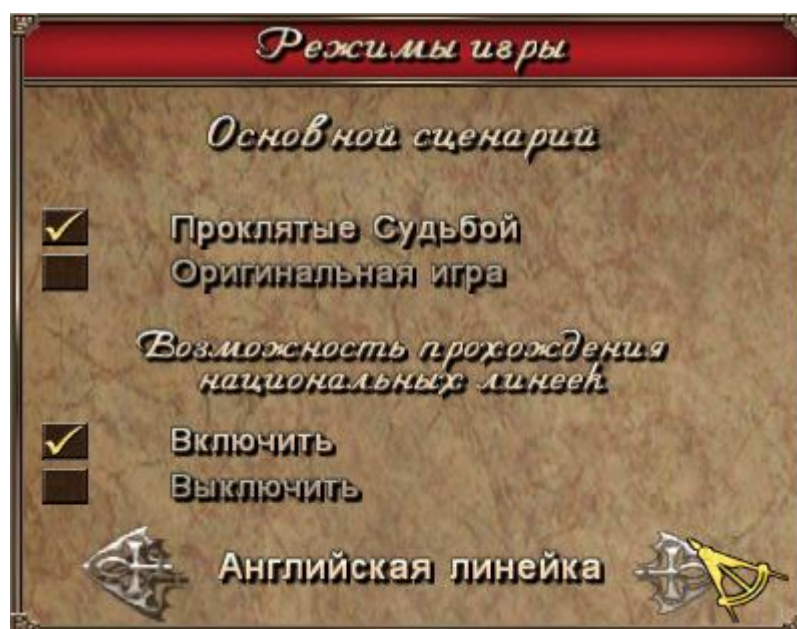 Режимы игры
Основной сценарий
Проклятые Судьбой
Оригинальная игра
Возможность прохождения
национальных линеек
Включить
Выключить
Английская линейка